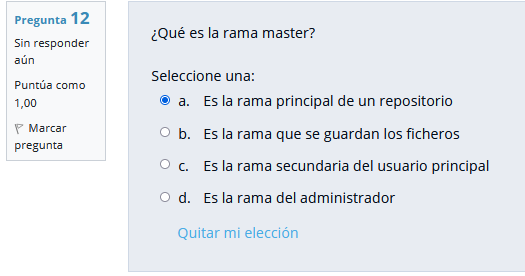 Pregunta 12
Sin responder
aún
Puntúa como
1,00
Marcar
pregunta
¿Qué es la rama master?
Seleccione una:
a. Es la rama principal de un repositorio
b. Es la rama que se guardan los ficheros
c. Es la rama secundaria del usuario principal
d. Es la rama del administrador
Quitar mi elección